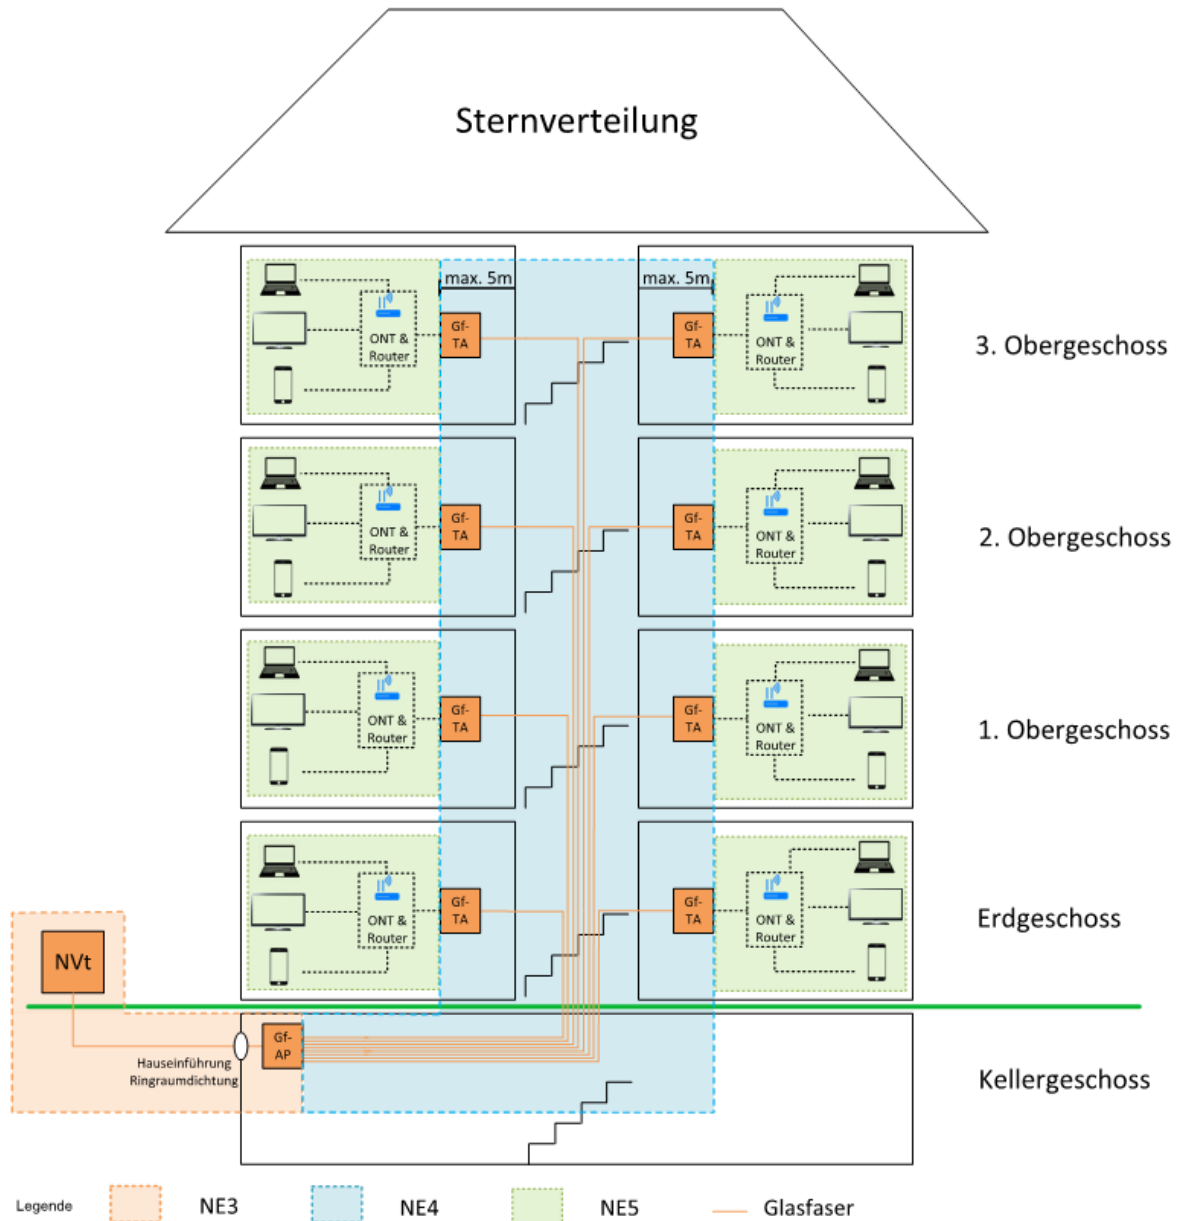 Sternverteilung
max. 5m
max. 5m
Gf-
TA
Gf-
TA
ONT &
Router
ONT &
Router
3. Obergeschoss
Gf-
TA
Gf-
TA
ONT &
Router
ONT &
Router
2. Obergeschoss
Gf-
TA
Gf-
TA
ONT &
Router
ONT &
Router
1. Obergeschoss
Gf-
TA
Gf-
TA
ONT &
Router
ONT &
Router
Erdgeschoss
NVt
Gf-
AP
Hauseinführung
Ringraumdichtung
Kellergeschoss
Legende
NE3
NE4
NE5
Glasfaser